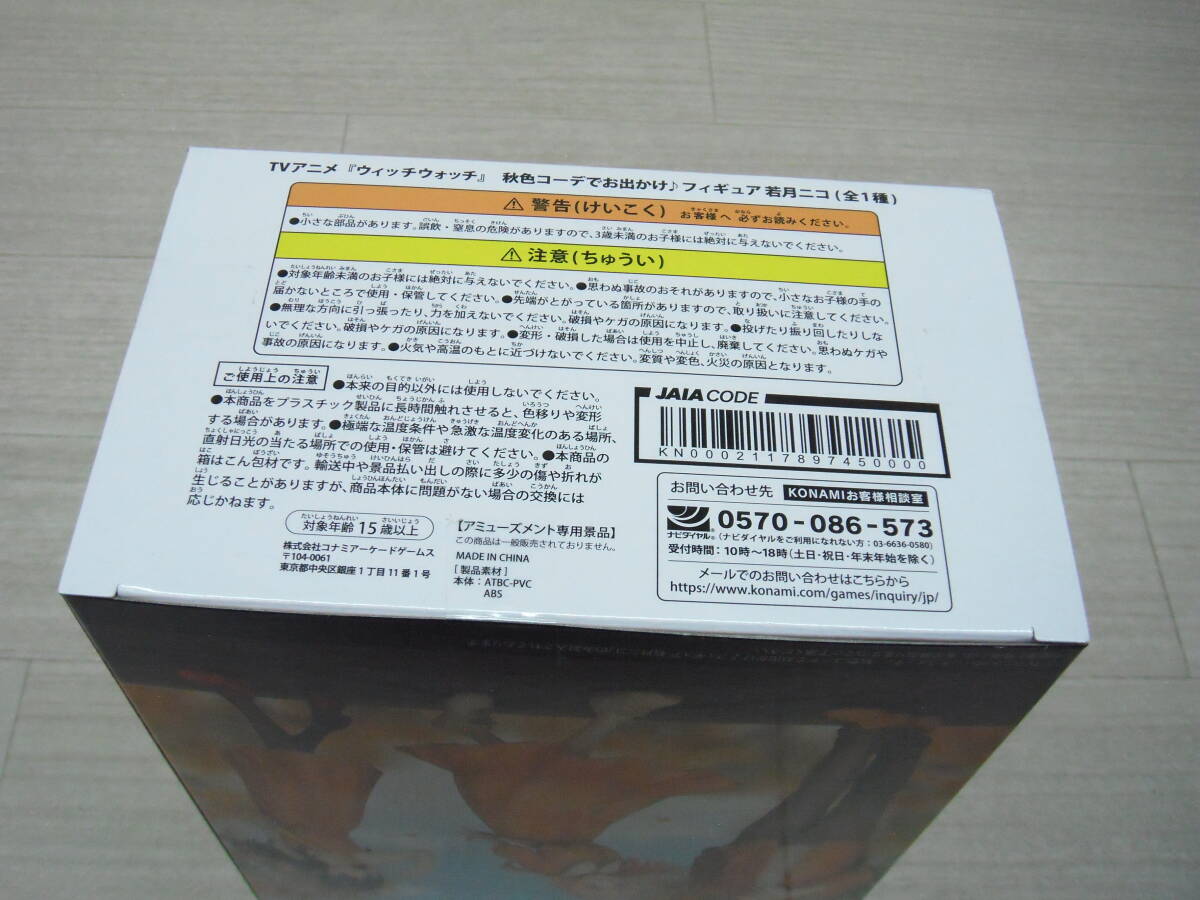 TVアニメ『ウィッチウォッチ』 秋色コーデでお出かけ♪フィギュア 若月ニコ(全1種)
⚠ 警告(けいこく) お客様へ 必ずお読みください。
●小さな部品があります。誤飲・窒息の危険がありますので、3歳未満のお子様には絶対に与えないでください。
⚠ 注意(ちゅうい)
●対象年齢未満のお子様には絶対に与えないでください。●思わぬ事故のおそれがありますので、小さなお子様の手の
届かないところで使用・保管してください。●先端がとがっている箇所がありますので、取り扱いに注意してください。
●無理な方向に引っ張ったり、力を加えないでください。破損やケガの原因になります。●投げたり振り回したりしな
いでください。破損やケガの原因になります。●変形・破損した場合は使用を中止し、廃棄してください。思わぬケガや
事故の原因になります。●火気や高温のもとに近づけないでください。変質や変色、火災の原因となります。
ご使用上の注意 ●本来の目的以外には使用しないでください。
●本商品をプラスチック製品に長時間触れさせると、色移りや変形
する場合があります。●極端な温度条件や急激な温度変化のある場所、
直射日光の当たる場所での使用・保管は避けてください。●本商品の
箱はこん包材です。輸送中や景品払い出しの際に多少の傷や折れが
生じることがありますが、商品本体に問題がない場合の交換には
応じかねます。
対象年齢15歳以上
株式会社コナミアーケードゲームス
〒104-0061
東京都中央区銀座1丁目11番1号
【アミューズメント専用景品】
この商品は一般販売されておりません。
MADE IN CHINA
[製品素材]
本体：ATBC-PVC
ABS
JAIA CODE
KN00021178974500​00
お問い合わせ先 KONAMIお客様相談室
ナビダイヤル® 0570-086-573
(ナビダイヤルをご利用になれない方：03-6636-0580)
受付時間：10時～18時(土日・祝日・年末年始を除く)
メールでのお問い合わせはこちらから
https://www.konami.com/games/inquiry/jp/